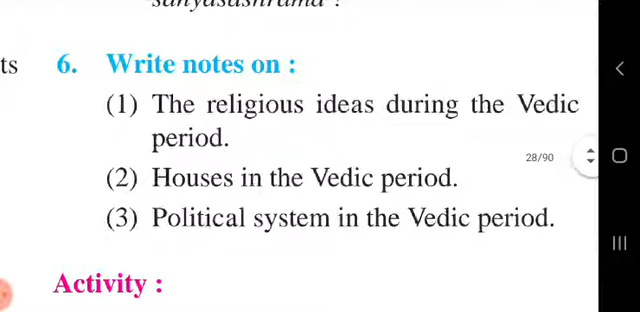 sanyasashrama ?
ts 6. Write notes on :
(1) The religious ideas during the Vedic
period.
28/90
(2) Houses in the Vedic period.
(3) Political system in the Vedic period.
Activity :